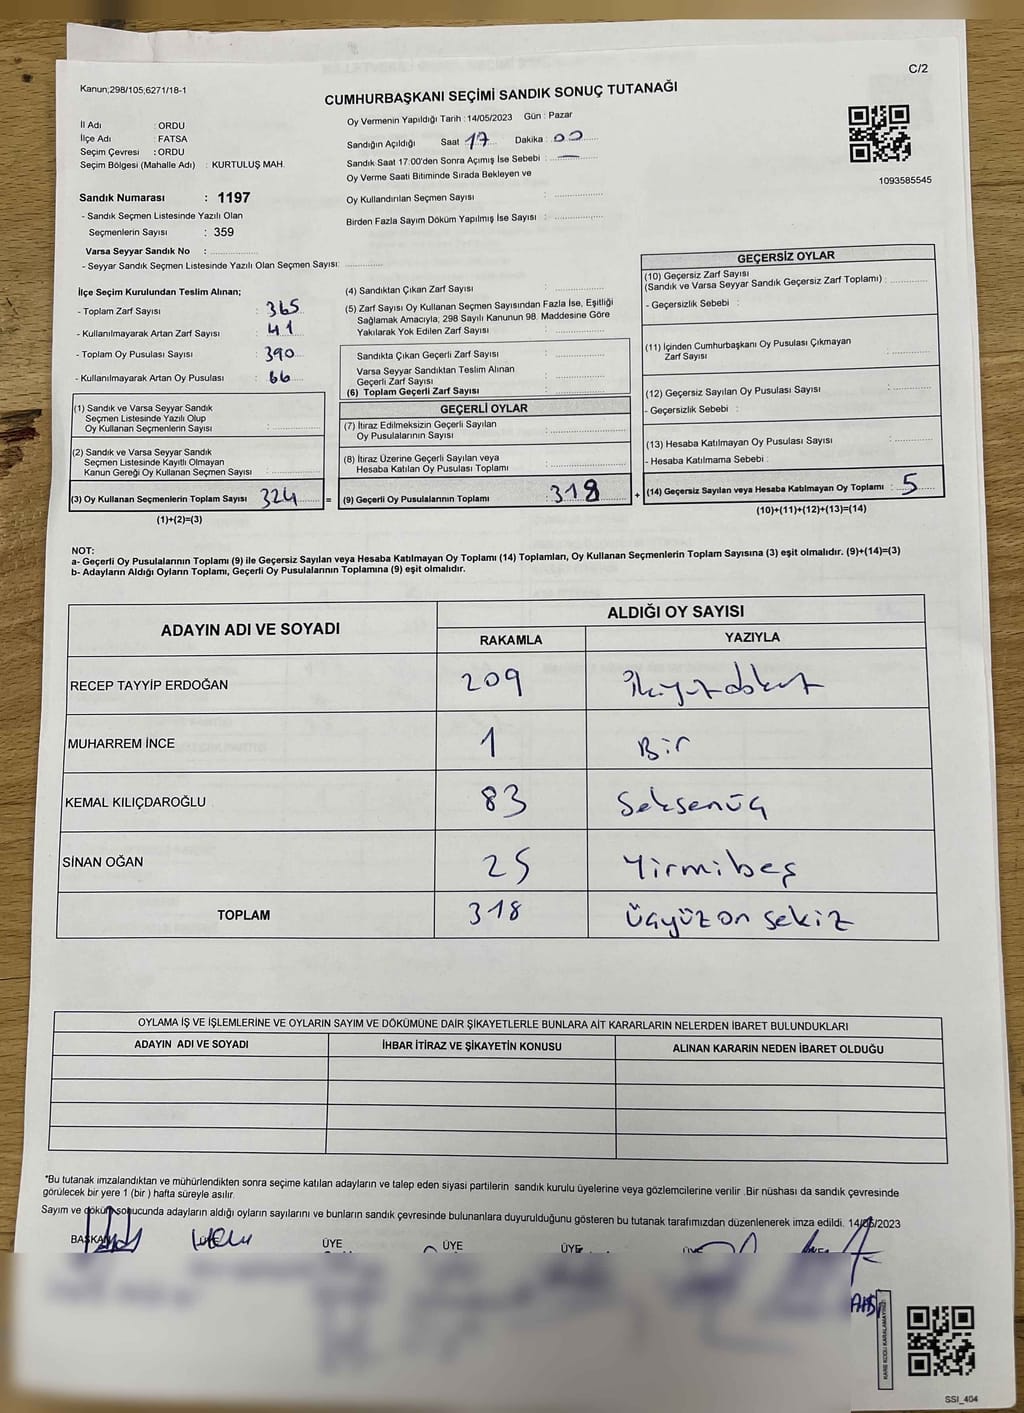 C/2
Kanun;298/105;6271/18-1
CUMHURBAŞKANI SEÇİMİ SANDIK SONUÇ TUTANAĞI
İl Adı : ORDU
İlçe Adı : FATSA
Seçim Çevresi : ORDU
Seçim Bölgesi (Mahalle Adı) : KURTULUŞ MAH.
Oy Vermenin Yapıldığı Tarih : 14/05/2023 Gün : Pazar
Sandığın Açıldığı Saat 17 Dakika : 00
Sandık Saat 17.00'den Sonra Açımış İse Sebebi : —
Oy Verme Saati Bitiminde Sırada Bekleyen ve
Oy Kullandırılan Seçmen Sayısı :
Birden Fazla Sayım Döküm Yapılmış İse Sayısı :
1093585545
Sandık Numarası : 1197
- Sandık Seçmen Listesinde Yazılı Olan
Seçmenlerin Sayısı : 359
Varsa Seyyar Sandık No :
- Seyyar Sandık Seçmen Listesinde Yazılı Olan Seçmen Sayısı:
İlçe Seçim Kurulundan Teslim Alınan;
- Toplam Zarf Sayısı : 365
- Kullanılmayarak Artan Zarf Sayısı : 41
- Toplam Oy Pusulası Sayısı : 390
- Kullanılmayarak Artan Oy Pusulası : 66
(1) Sandık ve Varsa Seyyar Sandık
Seçmen Listesinde Yazılı Olup
Oy Kullanan Seçmenlerin Sayısı :
(2) Sandık ve Varsa Seyyar Sandık
Seçmen Listesinde Kayıtlı Olmayan
Kanun Gereği Oy Kullanan Seçmen Sayısı :
(3) Oy Kullanan Seçmenlerin Toplam Sayısı 324 =
(1)+(2)=(3)
(4) Sandıktan Çıkan Zarf Sayısı :
(5) Zarf Sayısı Oy Kullanan Seçmen Sayısından Fazla İse, Eşitliği
Sağlamak Amacıyla; 298 Sayılı Kanunun 98. Maddesine Göre
Yakılarak Yok Edilen Zarf Sayısı :
Sandıkta Çıkan Geçerli Zarf Sayısı :
Varsa Seyyar Sandıktan Teslim Alınan
Geçerli Zarf Sayısı :
(6) Toplam Geçerli Zarf Sayısı :
GEÇERLİ OYLAR
(7) İtiraz Edilmeksizin Geçerli Sayılan
Oy Pusulalarının Sayısı :
(8) İtiraz Üzerine Geçerli Sayılan veya
Hesaba Katılan Oy Pusulası Toplamı :
(9) Geçerli Oy Pusulalarının Toplamı : 318 +
GEÇERSİZ OYLAR
(10) Geçersiz Zarf Sayısı
(Sandık ve Varsa Seyyar Sandık Geçersiz Zarf Toplamı) :
- Geçersizlik Sebebi :
(11) İçinden Cumhurbaşkanı Oy Pusulası Çıkmayan
Zarf Sayısı :
(12) Geçersiz Sayılan Oy Pusulası Sayısı :
- Geçersizlik Sebebi :
(13) Hesaba Katılmayan Oy Pusulası Sayısı :
- Hesaba Katılmama Sebebi :
(14) Geçersiz Sayılan veya Hesaba Katılmayan Oy Toplamı : 5
(10)+(11)+(12)+(13)=(14)
NOT:
a- Geçerli Oy Pusulalarının Toplamı (9) ile Geçersiz Sayılan veya Hesaba Katılmayan Oy Toplamı (14) Toplamları, Oy Kullanan Seçmenlerin Toplam Sayısına (3) eşit olmalıdır. (9)+(14)=(3)
b- Adayların Aldığı Oyların Toplamı, Geçerli Oy Pusulalarının Toplamına (9) eşit olmalıdır.
ADAYIN ADI VE SOYADI ALDIĞI OY SAYISI
RAKAMLA YAZIYLA
RECEP TAYYİP ERDOĞAN 209 İkiyüzdokuz
MUHARREM İNCE 1 Bir
KEMAL KILIÇDAROĞLU 83 Seksenüç
SİNAN OĞAN 25 Yirmibeş
TOPLAM 318 Üçyüzon sekiz
OYLAMA İŞ VE İŞLEMLERİNE VE OYLARIN SAYIM VE DÖKÜMÜNE DAİR ŞİKAYETLERLE BUNLARA AİT KARARLARIN NELERDEN İBARET BULUNDUKLARI
ADAYIN ADI VE SOYADI İHBAR İTİRAZ VE ŞİKAYETİN KONUSU ALINAN KARARIN NEDEN İBARET OLDUĞU
*Bu tutanak imzalandıktan ve mühürlendikten sonra seçime katılan adayların ve talep eden siyasi partilerin sandık kurulu üyelerine veya gözlemcilerine verilir .Bir nüshası da sandık çevresinde
görülecek bir yere 1 (bir ) hafta süreyle asılır.
Sayım ve döküm sonucunda adayların aldığı oyların sayılarını ve bunların sandık çevresinde bulunanlara duyurulduğunu gösteren bu tutanak tarafımızdan düzenlenerek imza edildi. 14/05/2023
BAŞKAN ÜYE ÜYE ÜYE ÜYE ÜYE ÜYE
KARE KODU KARALAMAYINIZ!
SSI_404